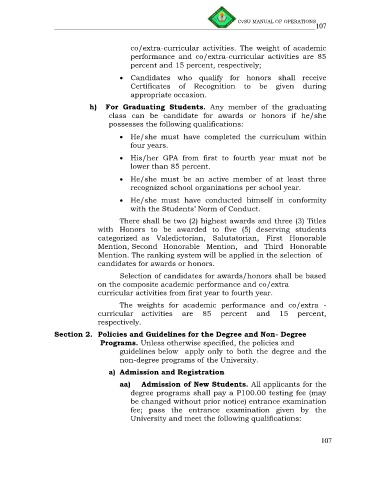 CvSU MANUAL OF OPERATIONS
107
co/extra-curricular activities. The weight of academic
performance and co/extra-curricular activities are 85
percent and 15 percent, respectively;
• Candidates who qualify for honors shall receive
Certificates of Recognition to be given during
appropriate occasion.
h) For Graduating Students. Any member of the graduating
class can be candidate for awards or honors if he/she
possesses the following qualifications:
• He/she must have completed the curriculum within
four years.
• His/her GPA from first to fourth year must not be
lower than 85 percent.
• He/she must be an active member of at least three
recognized school organizations per school year.
• He/she must have conducted himself in conformity
with the Students' Norm of Conduct.
There shall be two (2) highest awards and three (3) Titles
with Honors to be awarded to five (5) deserving students
categorized as Valedictorian, Salutatorian, First Honorable
Mention, Second Honorable Mention, and Third Honorable
Mention. The ranking system will be applied in the selection of
candidates for awards or honors.
Selection of candidates for awards/honors shall be based
on the composite academic performance and co/extra
curricular activities from first year to fourth year.
The weights for academic performance and co/extra -
curricular activities are 85 percent and 15 percent,
respectively.
Section 2. Policies and Guidelines for the Degree and Non- Degree
Programs. Unless otherwise specified, the policies and
guidelines below apply only to both the degree and the
non-degree programs of the University.
a) Admission and Registration
aa) Admission of New Students. All applicants for the
degree programs shall pay a P100.00 testing fee (may
be changed without prior notice) entrance examination
fee; pass the entrance examination given by the
University and meet the following qualifications:
107